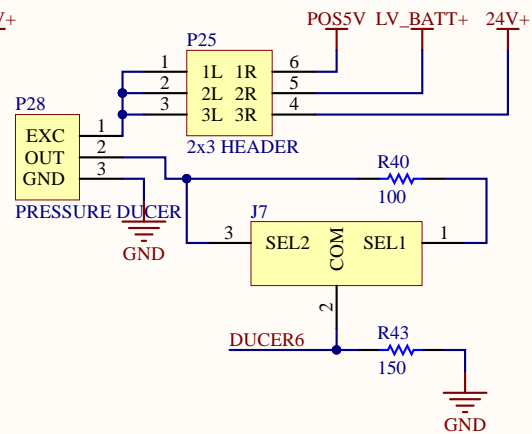 V+
POS5V LV_BATT+ 24V+
P25
1 1L 1R 6
2 2L 2R 5
3 3L 3R 4
2x3 HEADER
P28
EXC 1
OUT 2
GND 3
PRESSURE DUCER
GND
R40
100
J7
3 SEL2 COM SEL1 1
2
DUCER6
R43
150
GND